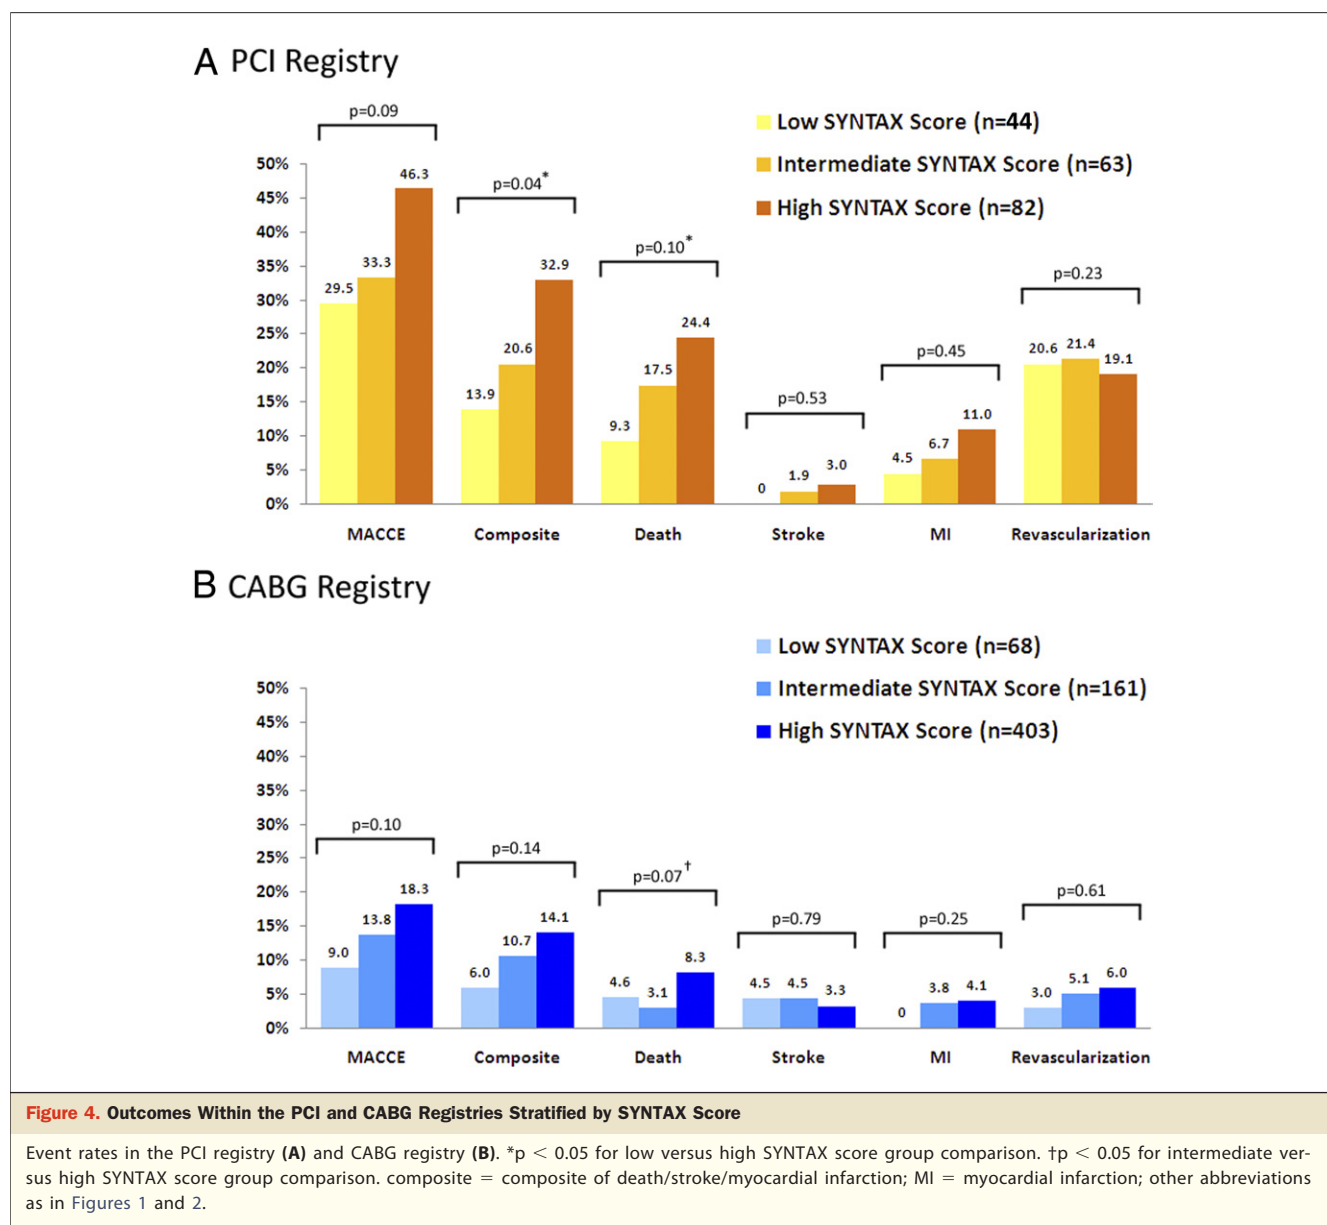 A PCI Registry
p=0.09
Low SYNTAX Score (n=44)
Intermediate SYNTAX Score (n=63)
High SYNTAX Score (n=82)
50%
45%
40%
35%
30%
25%
20%
15%
10%
5%
0%
29.5
33.3
46.3
p=0.04*
13.9
20.6
32.9
p=0.10*
9.3
17.5
24.4
p=0.53
0
1.9
3.0
p=0.45
4.5
6.7
11.0
p=0.23
20.6
21.4
19.1
MACCE Composite Death Stroke MI Revascularization
B CABG Registry
Low SYNTAX Score (n=68)
Intermediate SYNTAX Score (n=161)
High SYNTAX Score (n=403)
50%
45%
40%
35%
30%
25%
20%
15%
10%
5%
0%
p=0.10
9.0
13.8
18.3
p=0.14
6.0
10.7
14.1
p=0.07†
4.6
3.1
8.3
p=0.79
4.5
4.5
3.3
p=0.25
0
3.8
4.1
p=0.61
3.0
5.1
6.0
MACCE Composite Death Stroke MI Revascularization
Figure 4. Outcomes Within the PCI and CABG Registries Stratified by SYNTAX Score
Event rates in the PCI registry (A) and CABG registry (B). *p < 0.05 for low versus high SYNTAX score group comparison. †p < 0.05 for intermediate ver-
sus high SYNTAX score group comparison. composite = composite of death/stroke/myocardial infarction; MI = myocardial infarction; other abbreviations
as in Figures 1 and 2.